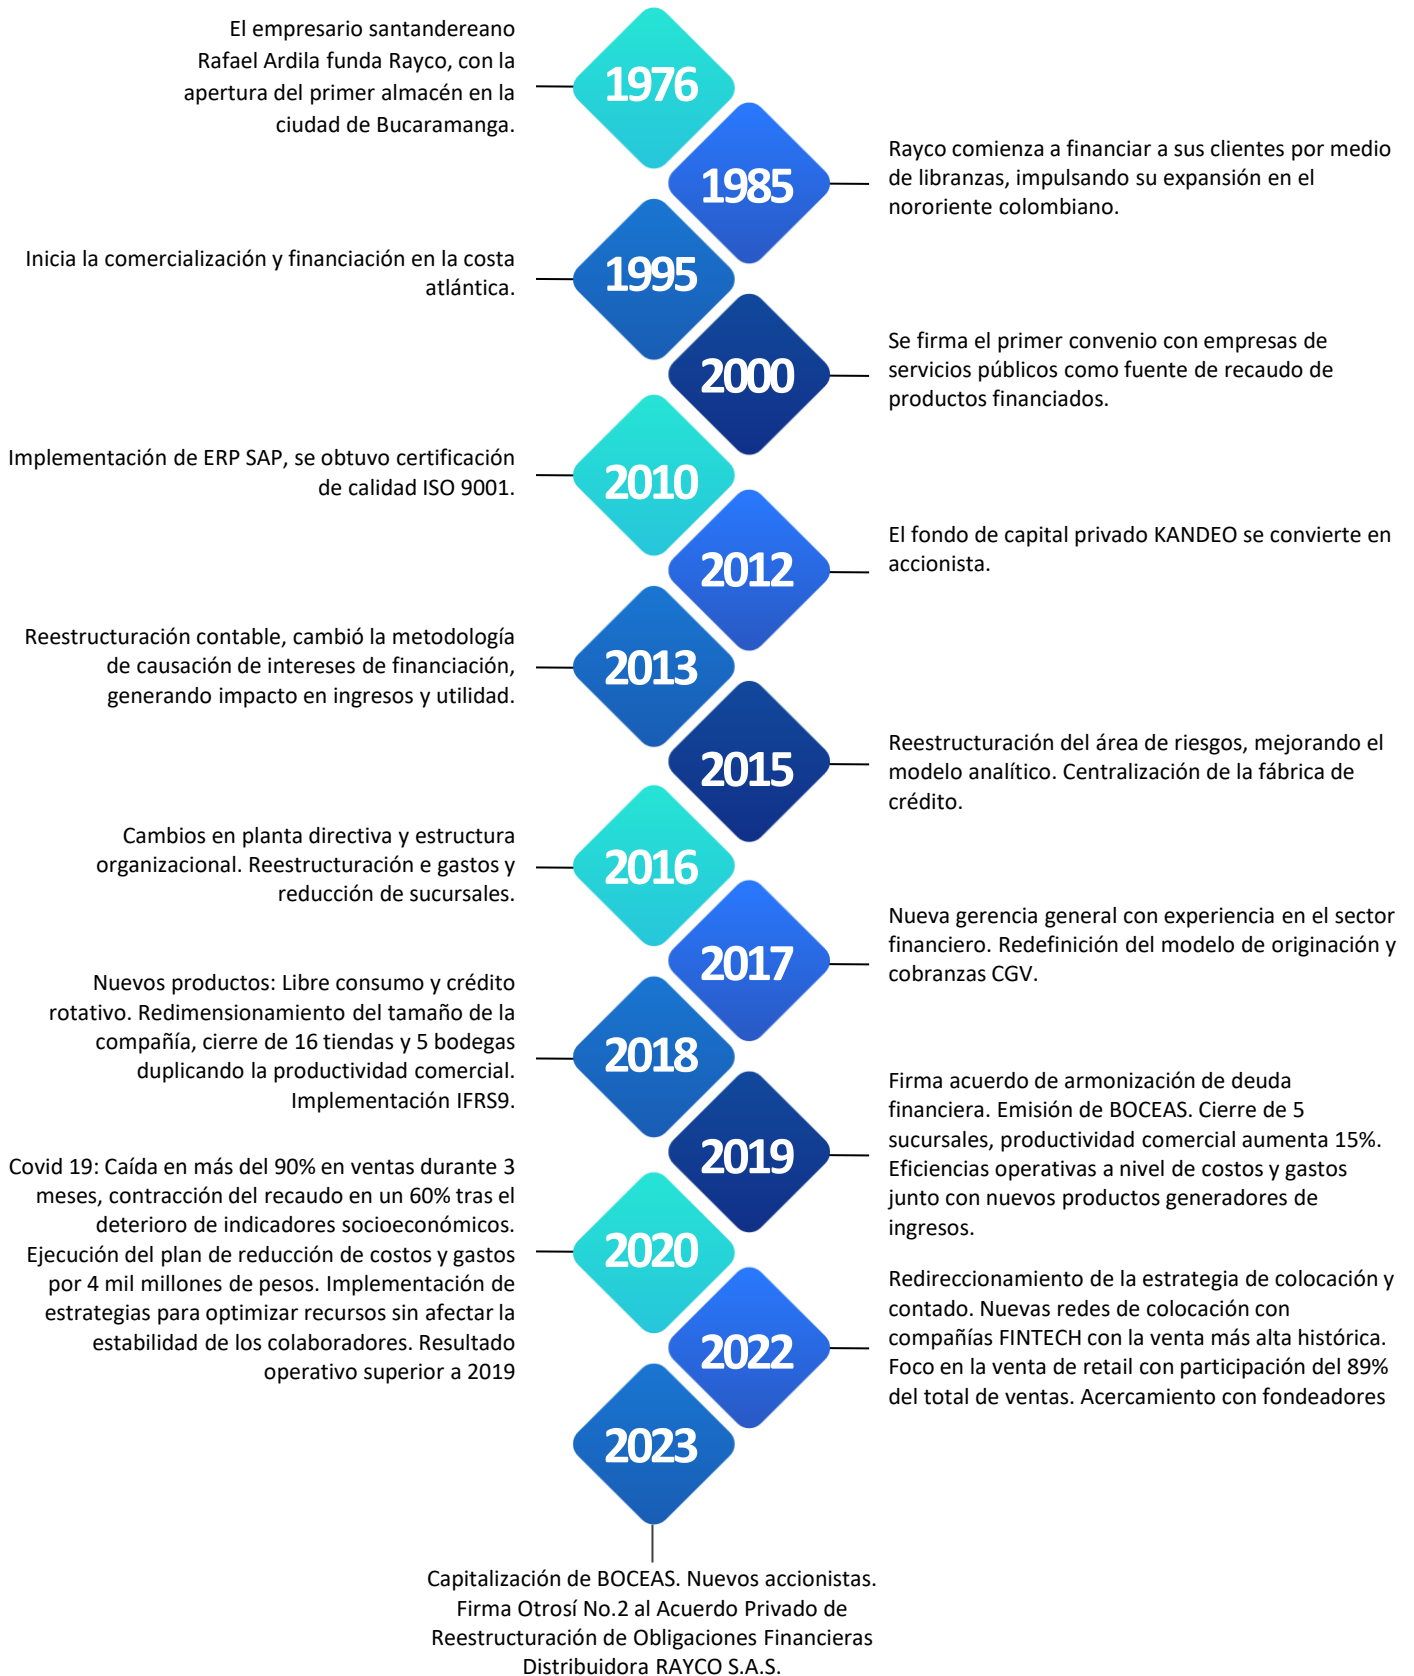 El empresario santandereano
Rafael Ardila funda Rayco, con la
apertura del primer almacén en la
ciudad de Bucaramanga.
1976
1985
Rayco comienza a financiar a sus clientes por medio
de libranzas, impulsando su expansión en el
nororiente colombiano.
Inicia la comercialización y financiación en la costa
atlántica.
1995
2000
Se firma el primer convenio con empresas de
servicios públicos como fuente de recaudo de
productos financiados.
Implementación de ERP SAP, se obtuvo certificación
de calidad ISO 9001.
2010
2012
El fondo de capital privado KANDEO se convierte en
accionista.
Reestructuración contable, cambió la metodología
de causación de intereses de financiación,
generando impacto en ingresos y utilidad.
2013
2015
Reestructuración del área de riesgos, mejorando el
modelo analítico. Centralización de la fábrica de
crédito.
Cambios en planta directiva y estructura
organizacional. Reestructuración e gastos y
reducción de sucursales.
2016
2017
Nueva gerencia general con experiencia en el sector
financiero. Redefinición del modelo de originación y
cobranzas CGV.
Nuevos productos: Libre consumo y crédito
rotativo. Redimensionamiento del tamaño de la
compañía, cierre de 16 tiendas y 5 bodegas
duplicando la productividad comercial.
Implementación IFRS9.
2018
2019
Firma acuerdo de armonización de deuda
financiera. Emisión de BOCEAS. Cierre de 5
sucursales, productividad comercial aumenta 15%.
Eficiencias operativas a nivel de costos y gastos
junto con nuevos productos generadores de
ingresos.
Covid 19: Caída en más del 90% en ventas durante 3
meses, contracción del recaudo en un 60% tras el
deterioro de indicadores socioeconómicos.
Ejecución del plan de reducción de costos y gastos
por 4 mil millones de pesos. Implementación de
estrategias para optimizar recursos sin afectar la
estabilidad de los colaboradores. Resultado
operativo superior a 2019
2020
2022
Redireccionamiento de la estrategia de colocación y
contado. Nuevas redes de colocación con
compañías FINTECH con la venta más alta histórica.
Foco en la venta de retail con participación del 89%
del total de ventas. Acercamiento con fondeadores
2023
Capitalización de BOCEAS. Nuevos accionistas.
Firma Otrosí No.2 al Acuerdo Privado de
Reestructuración de Obligaciones Financieras
Distribuidora RAYCO S.A.S.